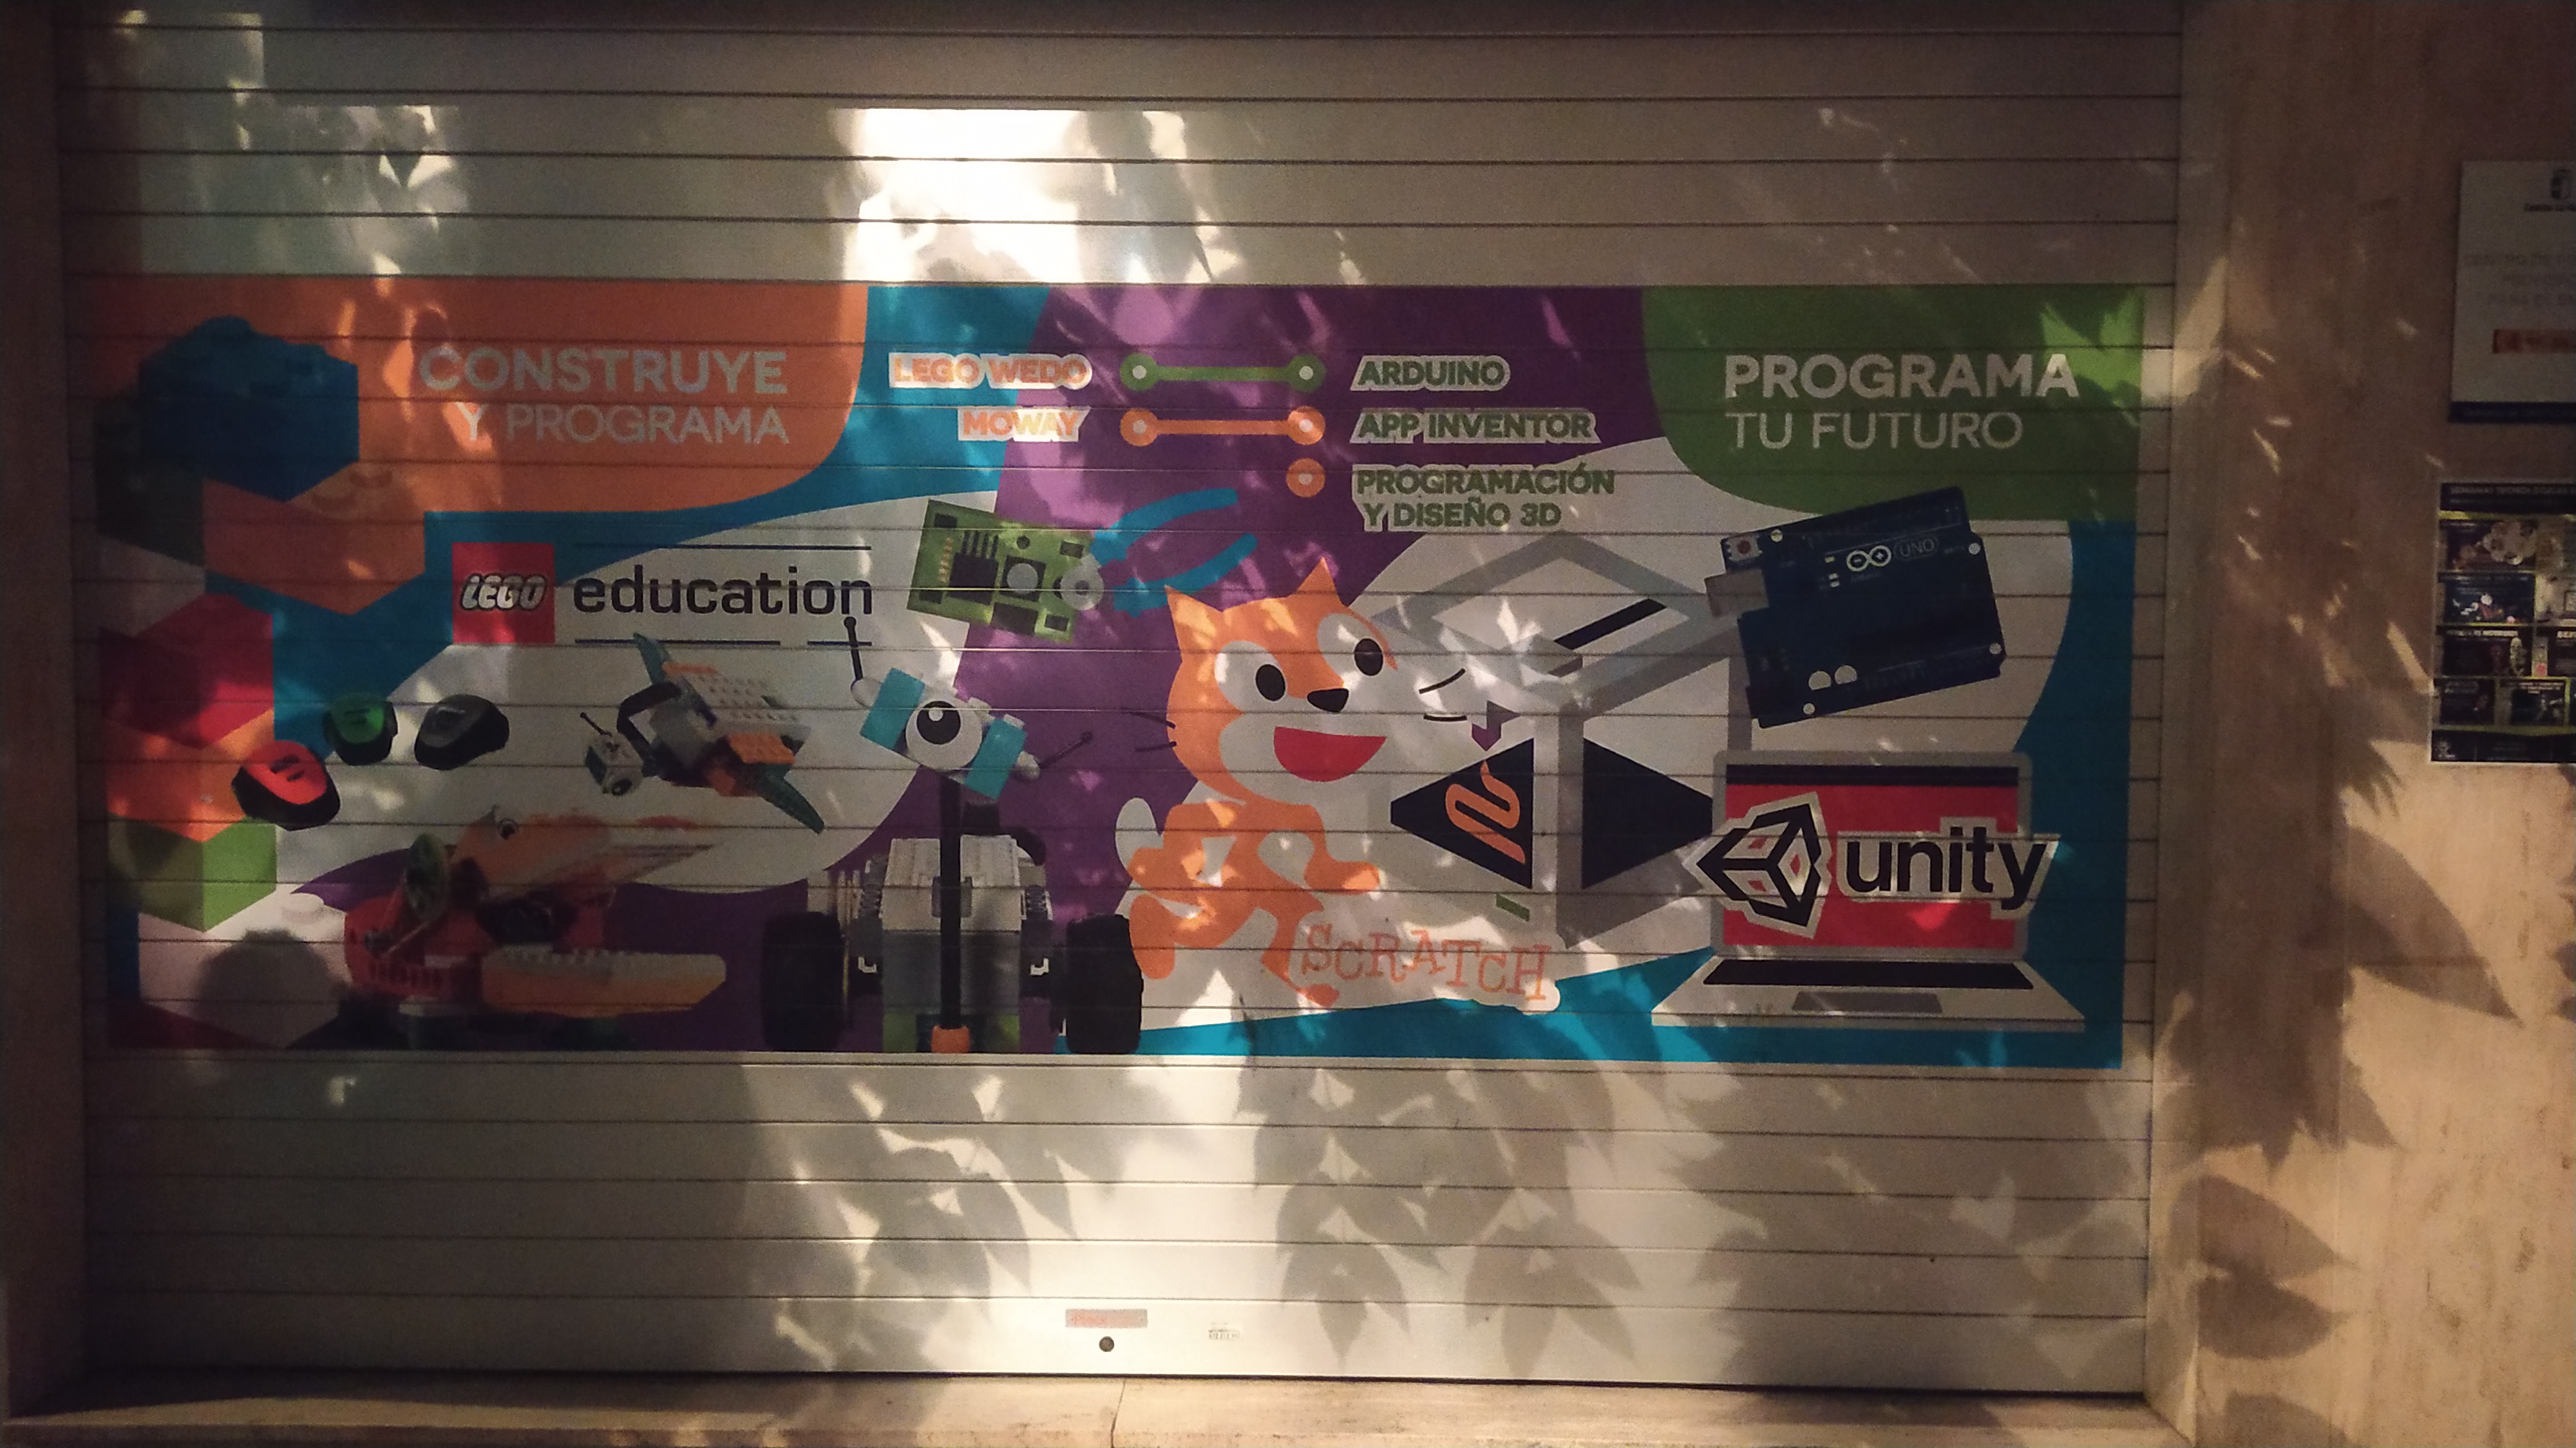 CONSTRUYE
Y PROGRAMA
LEGO WEDO
MOWAY
ARDUINO
APP INVENTOR
PROGRAMACIÓN
Y DISEÑO 3D
PROGRAMA
TU FUTURO
LEGO education
UNO
unity
SCRATCH